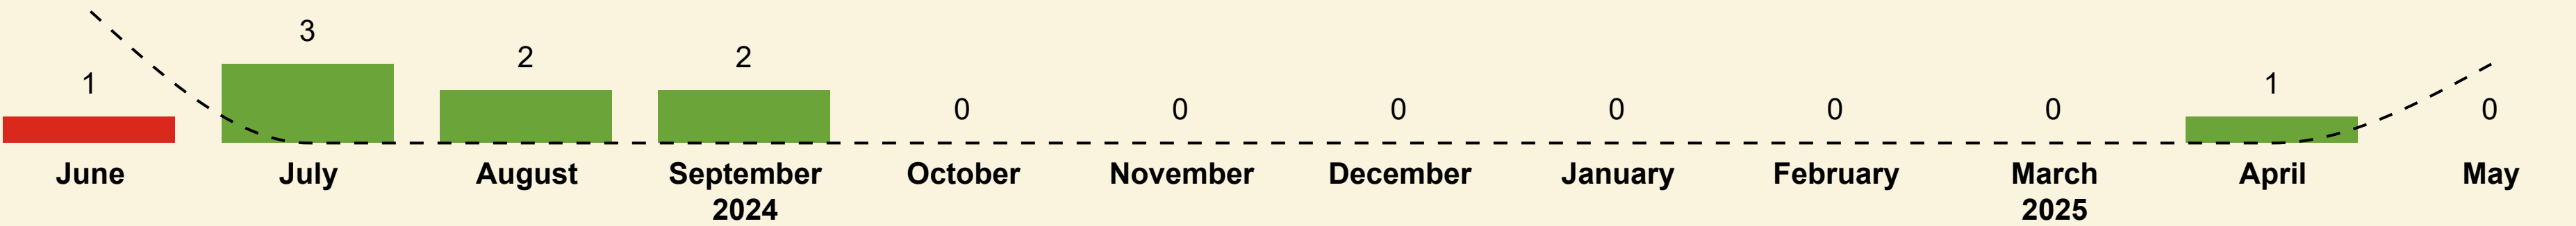 3
2 2
1 1
0 0 0 0 0 0 0
June July August September October November December January February March April May
2024 2025